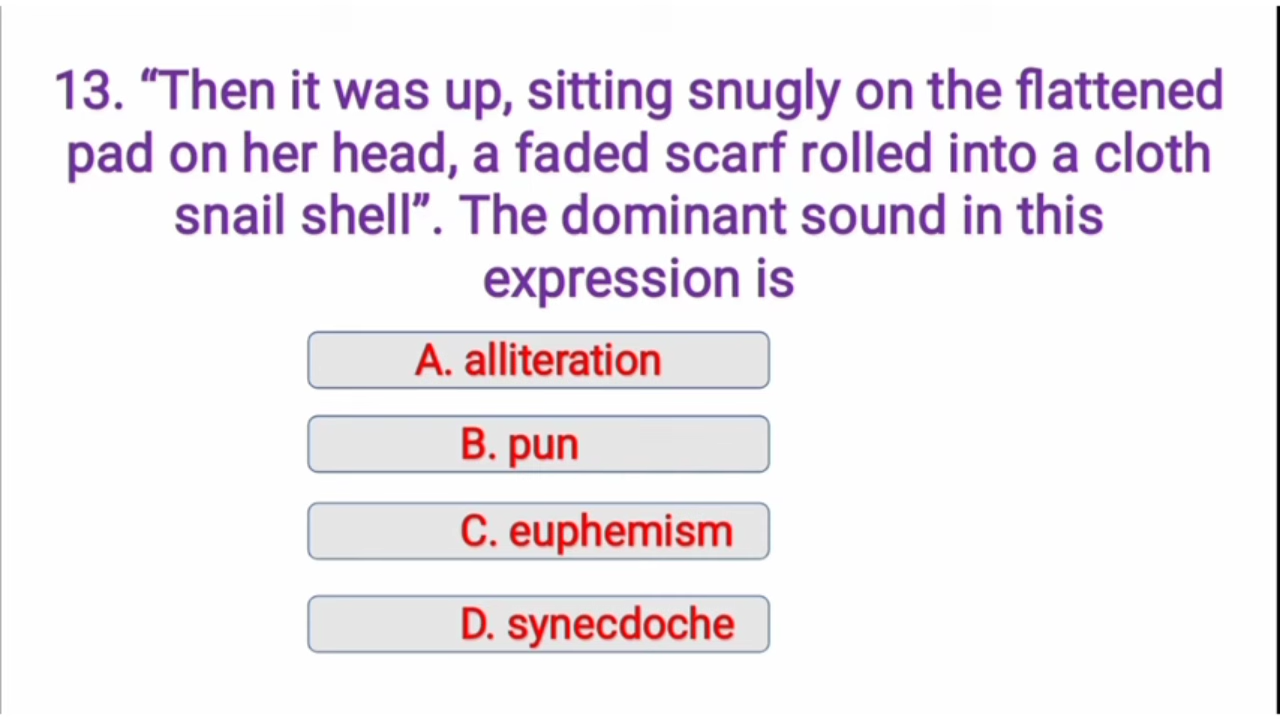 13. “Then it was up, sitting snugly on the flattened
pad on her head, a faded scarf rolled into a cloth
snail shell”. The dominant sound in this
expression is
A. alliteration
B. pun
C. euphemism
D. synecdoche